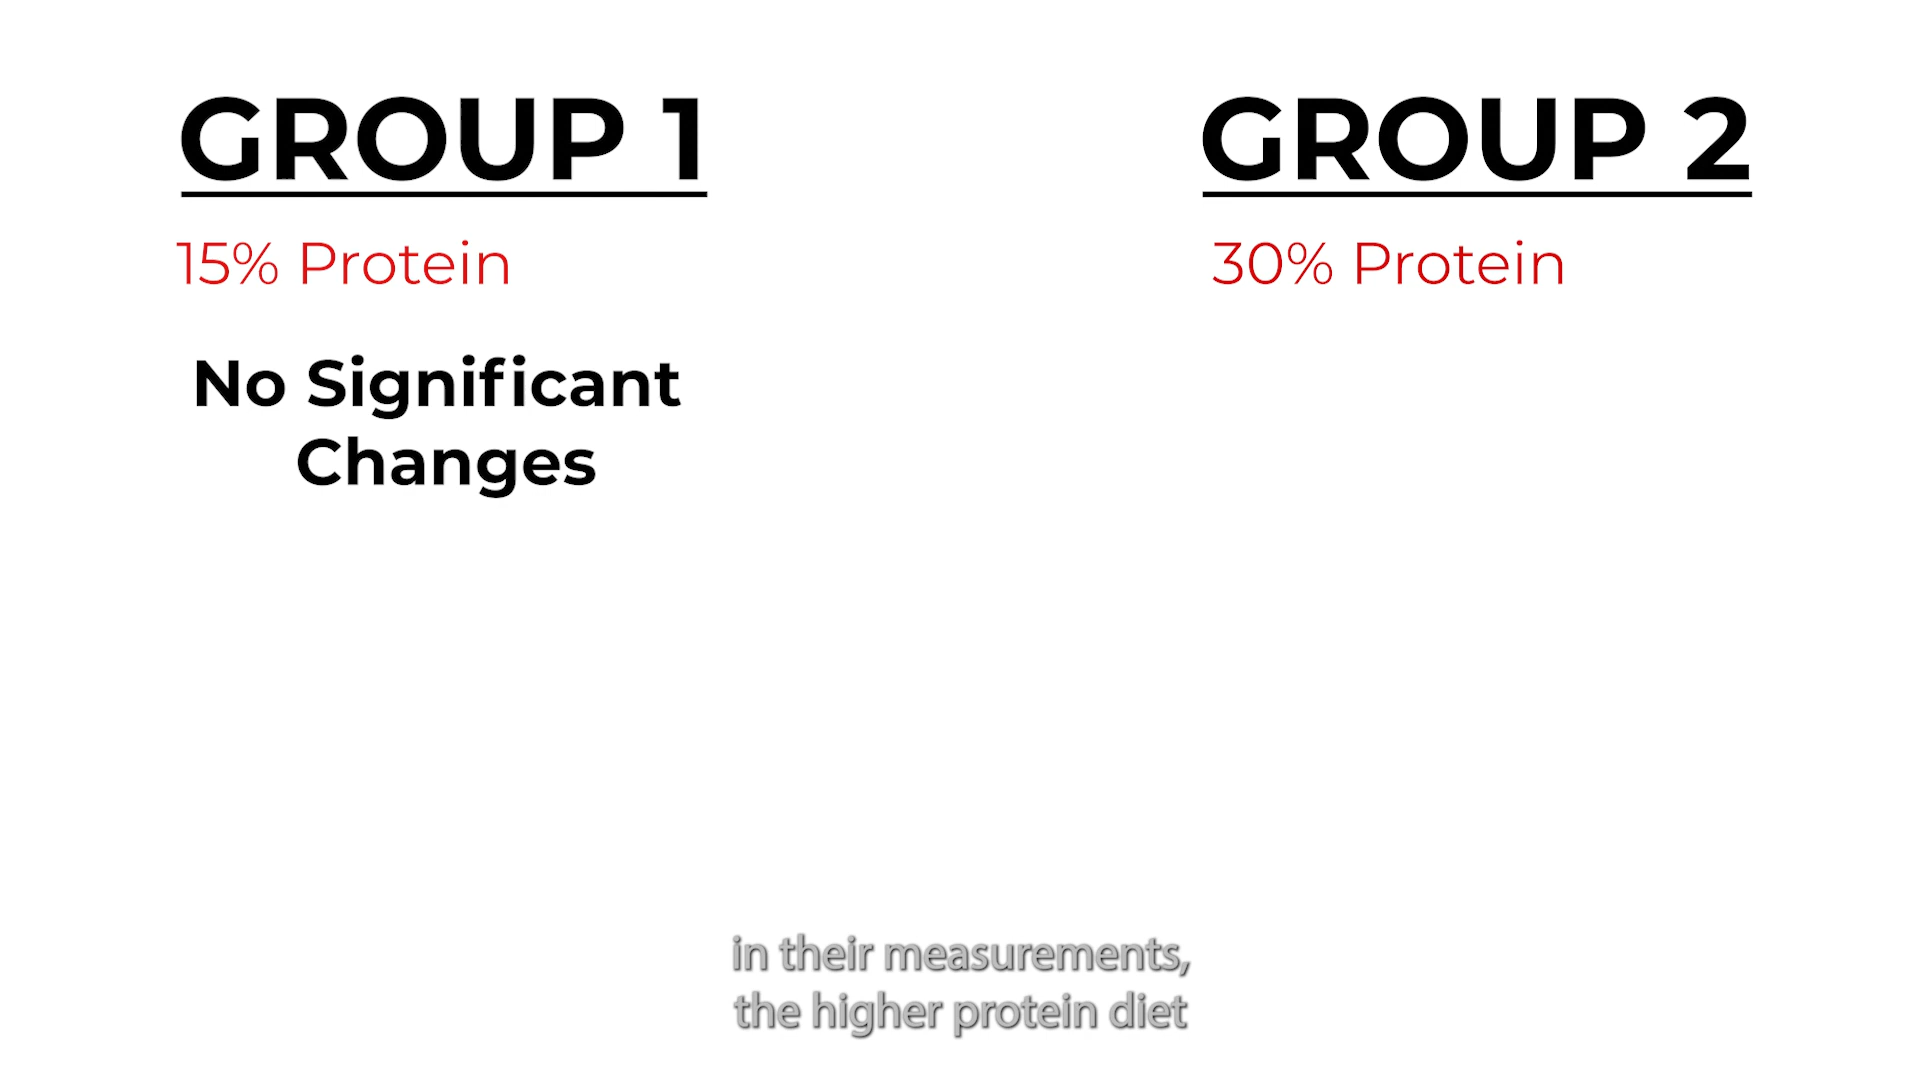 GROUP 1
15% Protein
No Significant
Changes
GROUP 2
30% Protein
in their measurements,
the higher protein diet